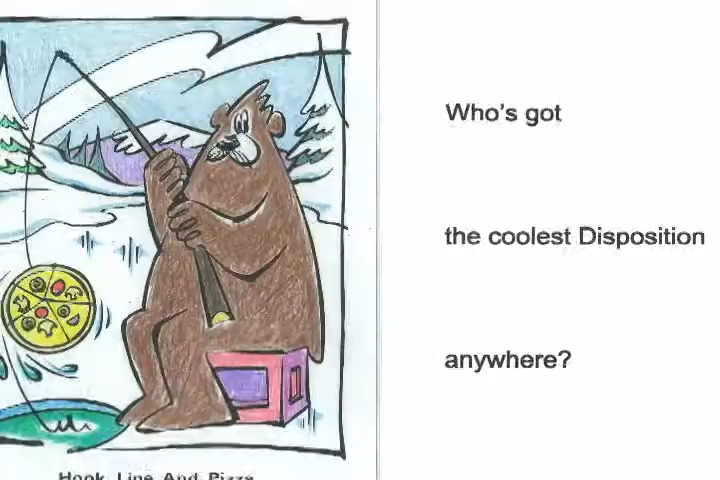 Who's got
the coolest Disposition
anywhere?
Hook, Line And Pizza